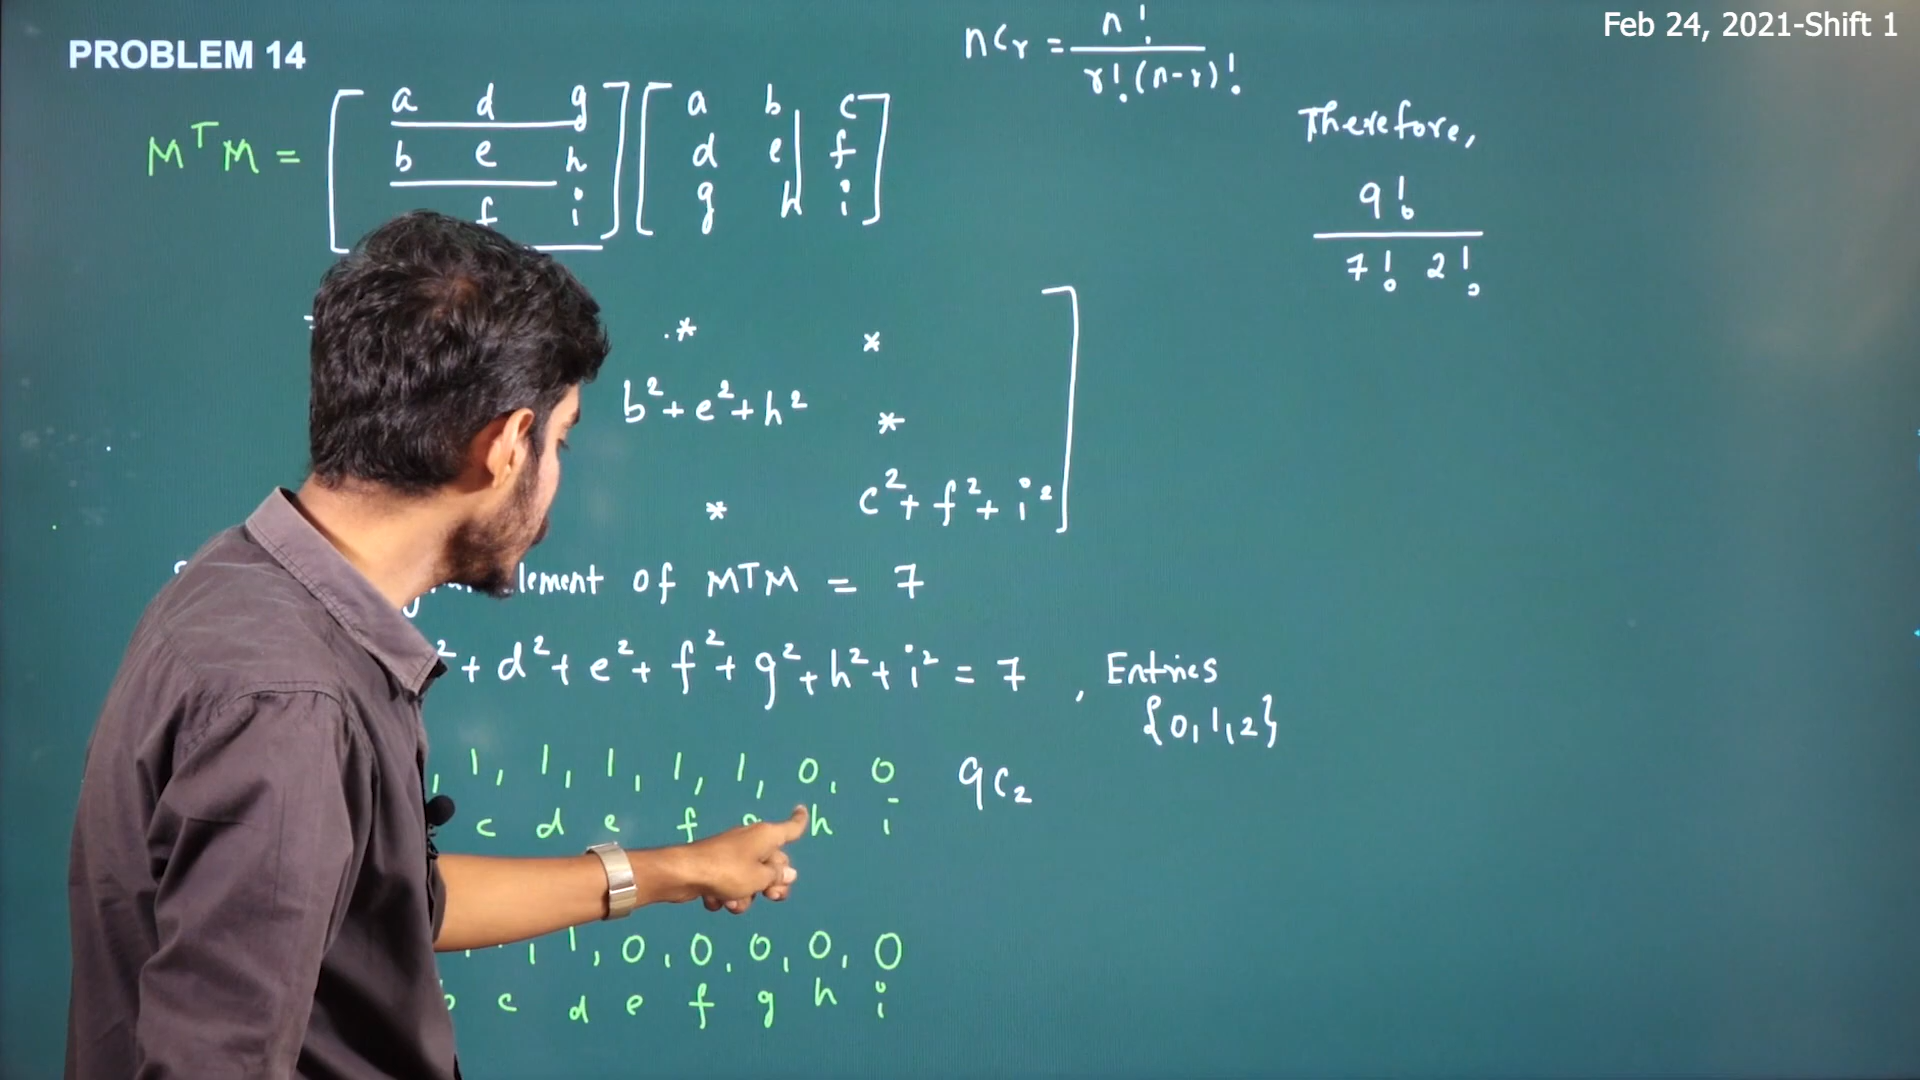 Feb 24, 2021-Shift 1
PROBLEM 14
nCr = n! / r!(n-r)!
MᵀM = [ a d g ] [ a b c ]
b e h d e f
f i g h i
Therefore,
9!
7! 2!
* *
b² + e² + h² *
* c² + f² + i²
of MTM = 7
+ d² + e² + f² + g² + h² + i² = 7 , Entries
{0,1,2}
, 1, 1, 1, 1, 1, 0, 0 9C2
c d e f h i
1, 0, 0, 0, 0, 0
c d e f g h i